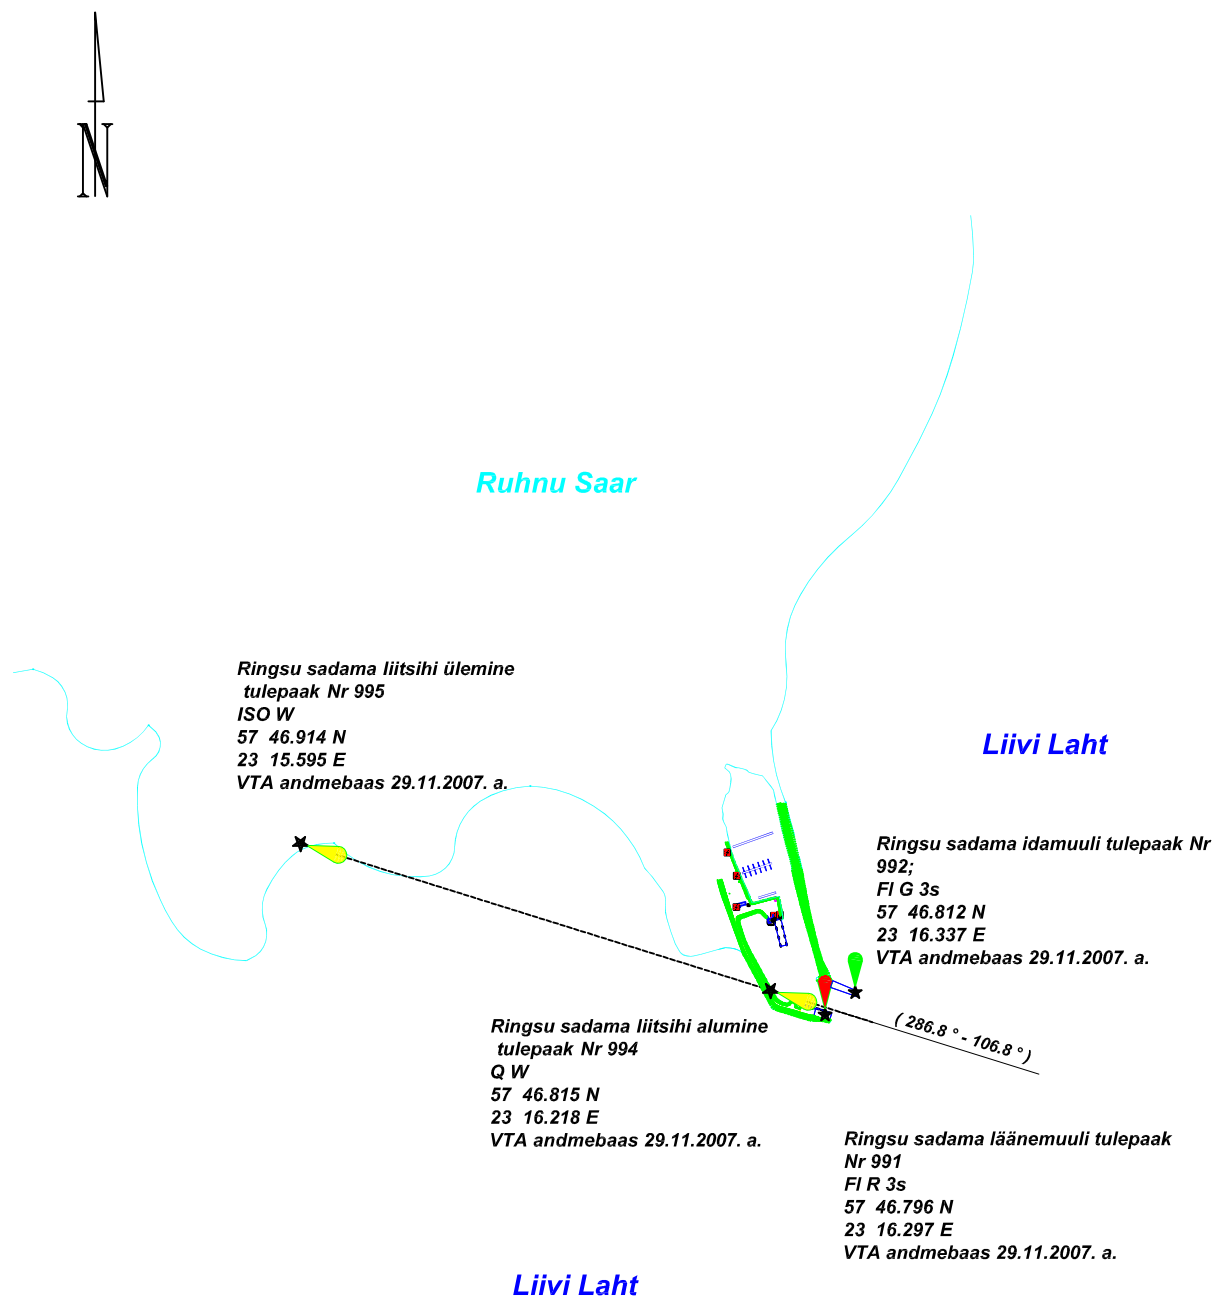 N
Ruhnu Saar
Ringsu sadama liitsihi ülemine
tulepaak Nr 995
ISO W
57 46.914 N
23 15.595 E
VTA andmebaas 29.11.2007. a.
Liivi Laht
Ringsu sadama idamuuli tulepaak Nr
992;
Fl G 3s
57 46.812 N
23 16.337 E
VTA andmebaas 29.11.2007. a.
( 286.8 ° - 106.8 ° )
Ringsu sadama liitsihi alumine
tulepaak Nr 994
Q W
57 46.815 N
23 16.218 E
VTA andmebaas 29.11.2007. a.
Ringsu sadama läänemuuli tulepaak
Nr 991
Fl R 3s
57 46.796 N
23 16.297 E
VTA andmebaas 29.11.2007. a.
Liivi Laht